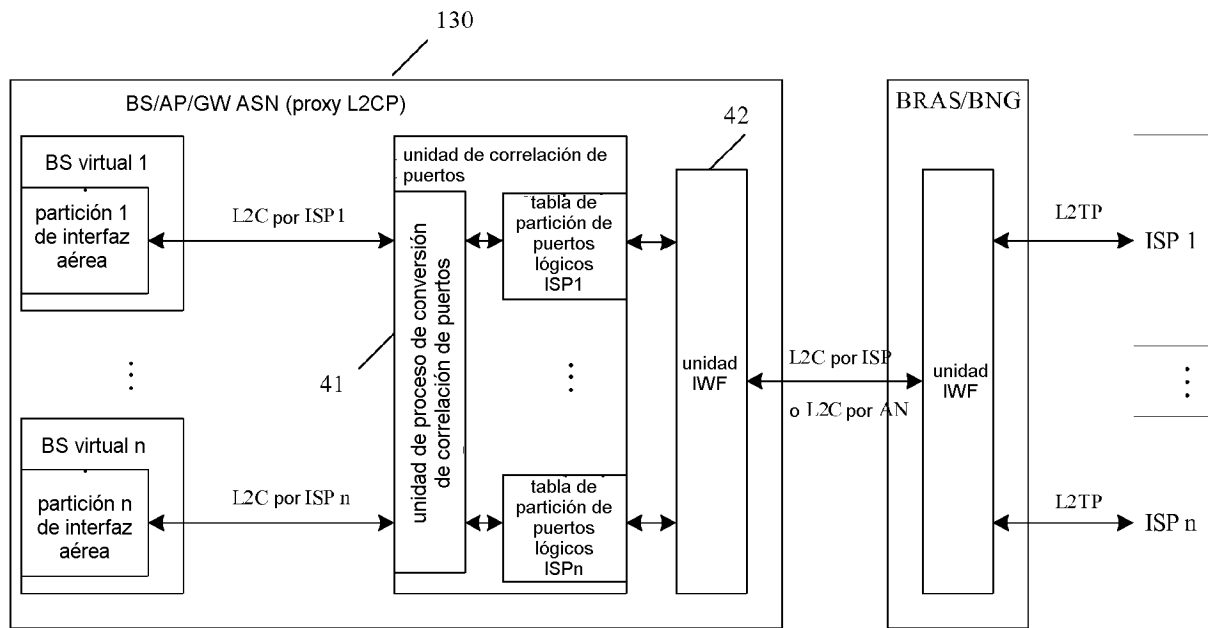 130
BS/AP/GW ASN (proxy L2CP)
BRAS/BNG
42
BS virtual 1
partición 1
de interfaz
aérea
L2C por ISP1
unidad de correlación de
puertos
unidad de proceso de conversión
de correlación de puertos
tabla de
partición de
puertos
lógicos
ISP1
L2TP
ISP 1
41
unidad
IWF
L2C por ISP
o L2C por AN
unidad
IWF
BS virtual n
partición n
de interfaz
aérea
L2C por ISP n
tabla de
partición de
puertos
lógicos
ISPn
L2TP
ISP n